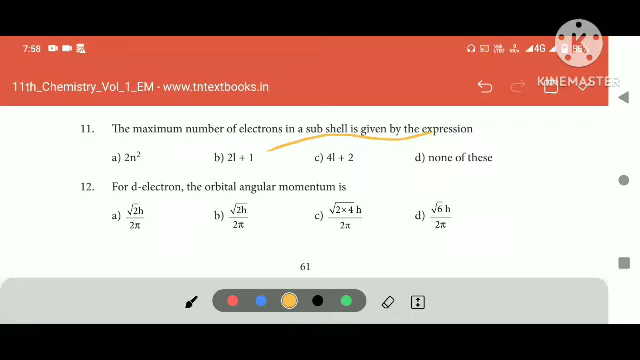 7:58
4G
KINEMASTER
11th_Chemistry_Vol_1_EM - www.tntextbooks.in
11. The maximum number of electrons in a sub shell is given by the expression
a) 2n² b) 2l + 1 c) 4l + 2 d) none of these
12. For d-electron, the orbital angular momentum is
a) √2h/2π b) √2h/2π c) √2×4 h/2π d) √6 h/2π
61